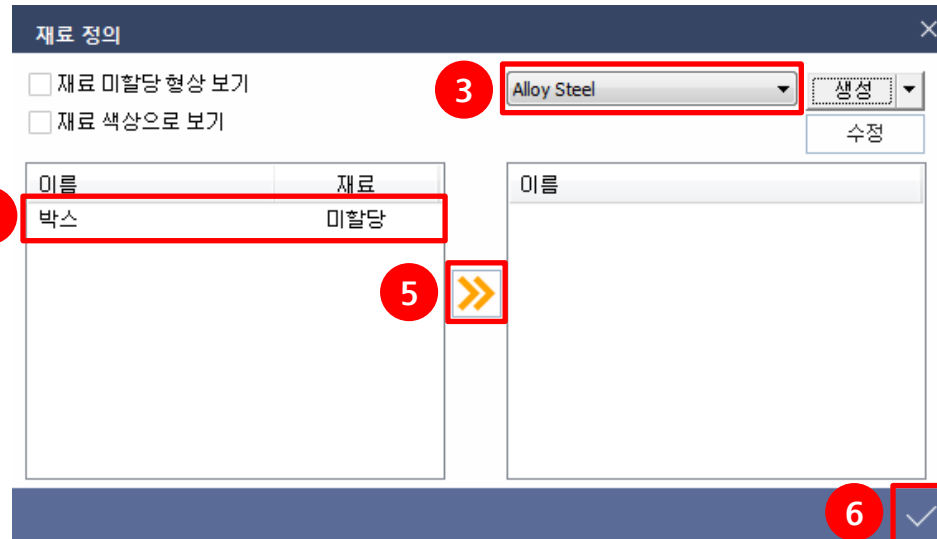 재료 정의
재료 미할당 형상 보기
3
Alloy Steel
생성
재료 색상으로 보기
수정
이름 재료
이름
박스 미할당
5
6